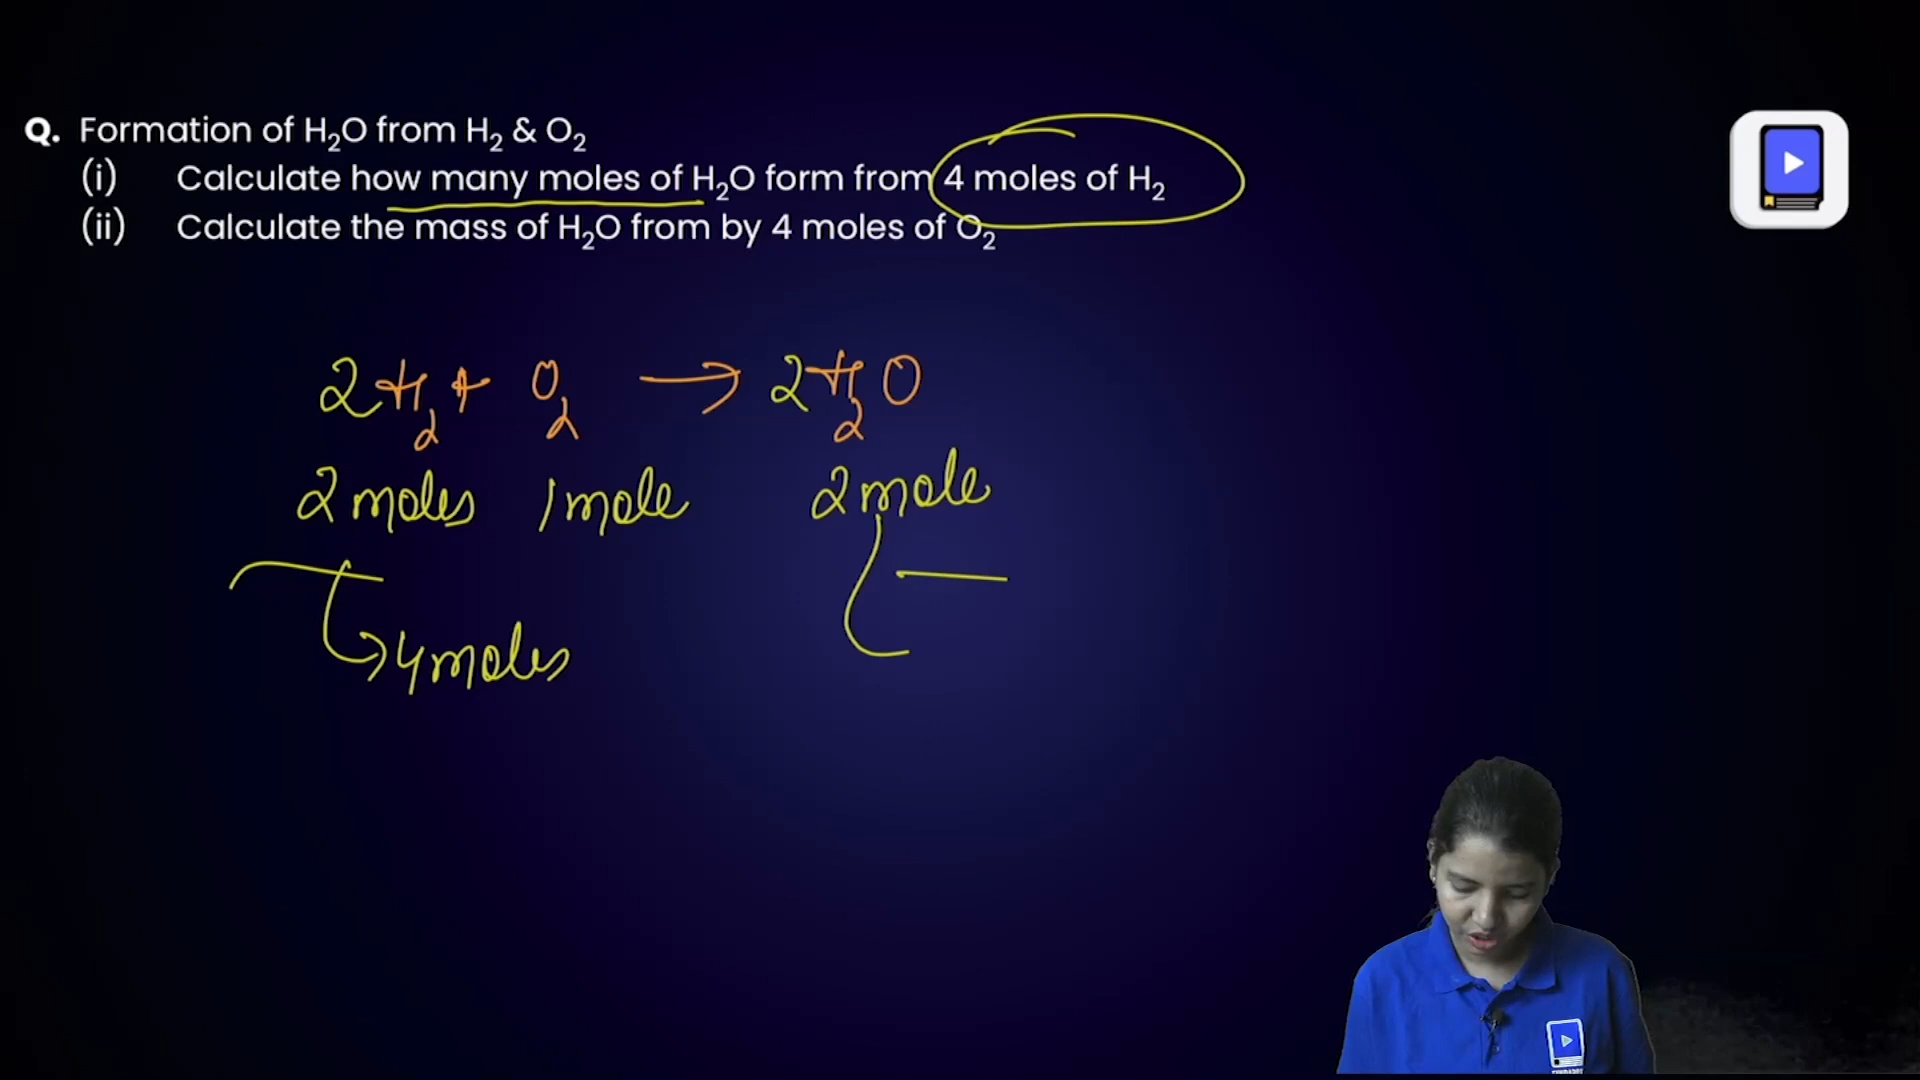 Q. Formation of H₂O from H₂ & O₂
(i) Calculate how many moles of H₂O form from 4 moles of H₂
(ii) Calculate the mass of H₂O from by 4 moles of O₂
2H₂ + O₂ → 2H₂O
2 moles 1 mole 2 mole
4 moles